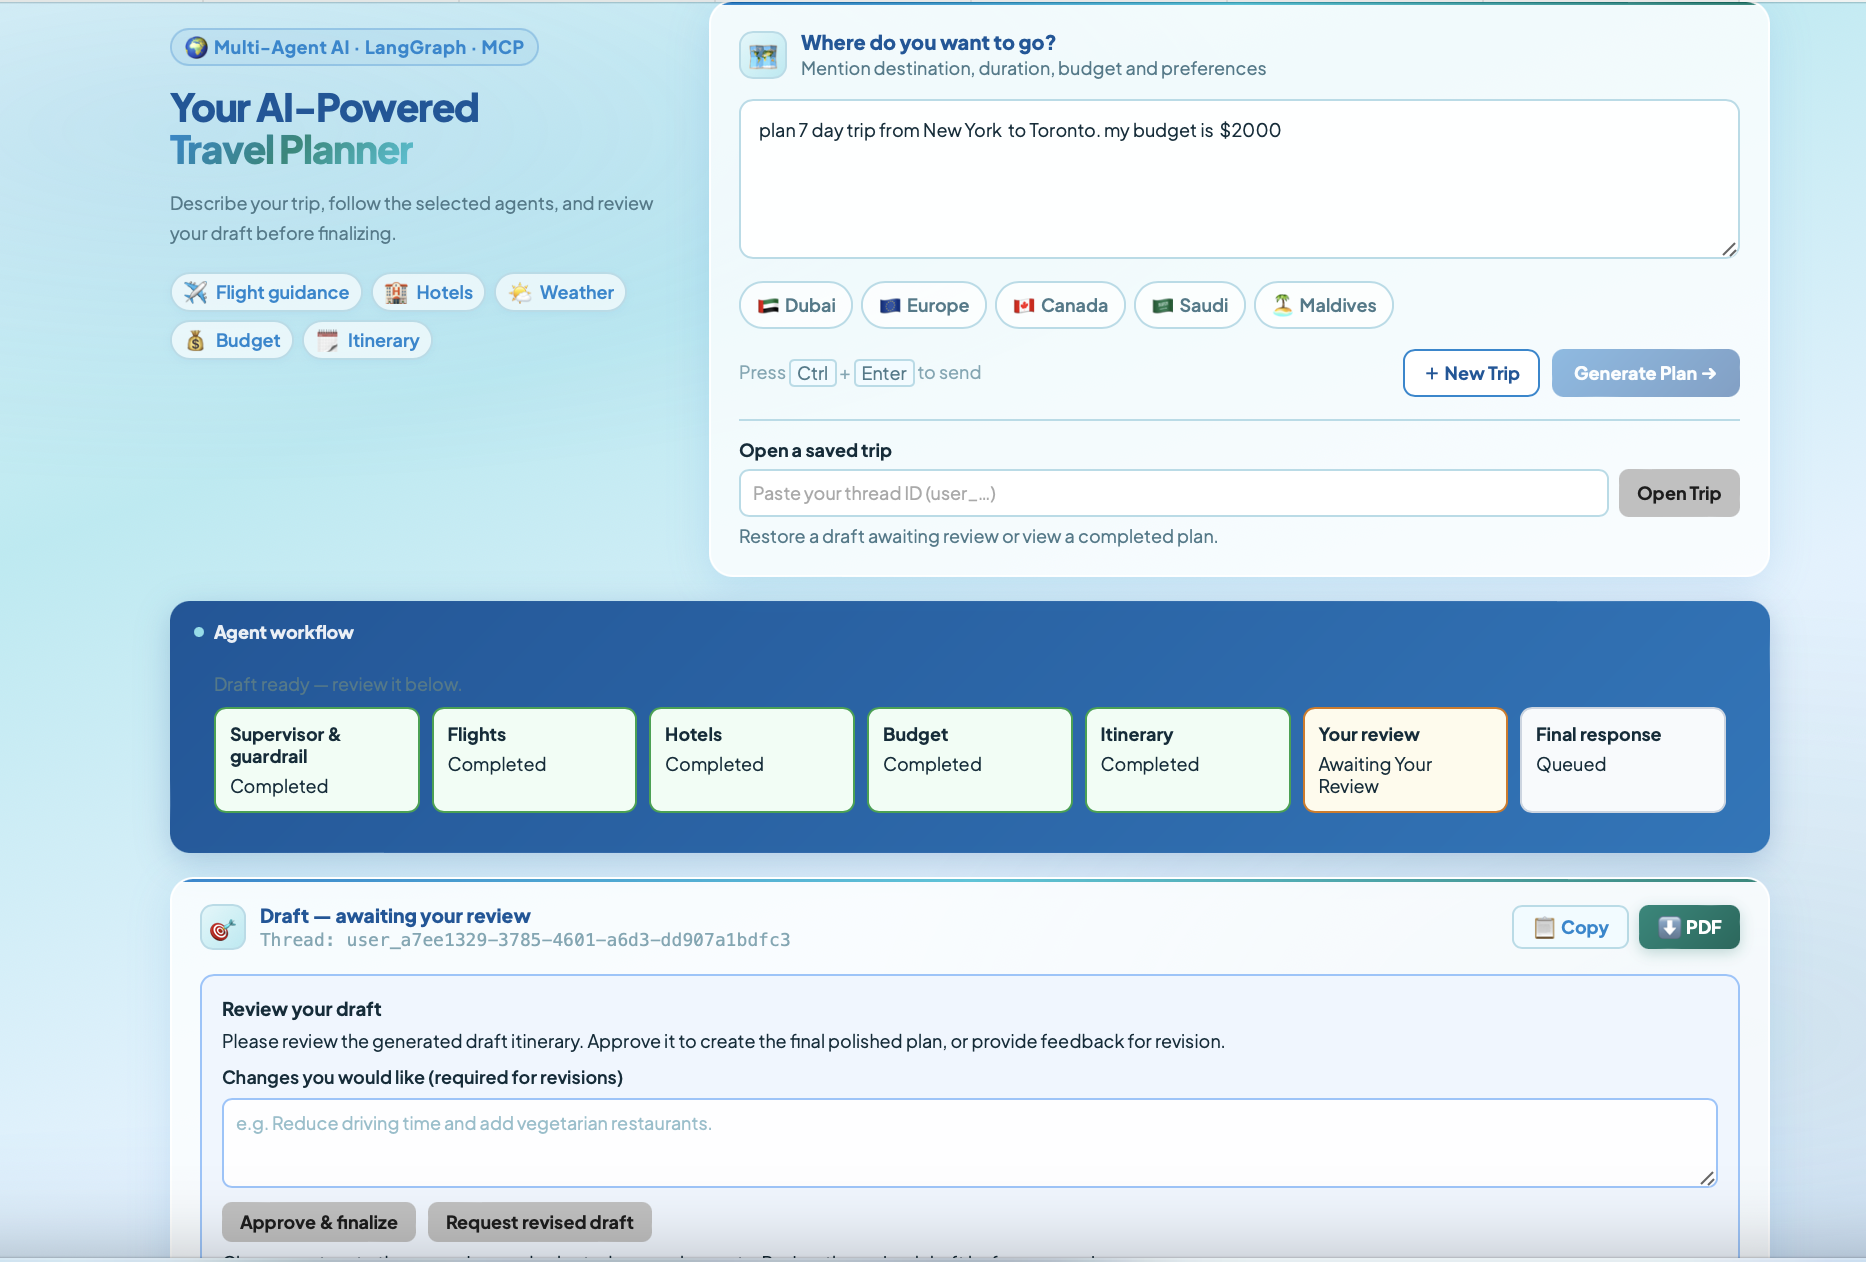 Multi-Agent AI · LangGraph · MCP
Your AI-Powered
Travel Planner
Describe your trip, follow the selected agents, and review
your draft before finalizing.
Flight guidance
Hotels
Weather
Budget
Itinerary
Where do you want to go?
Mention destination, duration, budget and preferences
plan 7 day trip from New York to Toronto. my budget is $2000
Dubai
Europe
Canada
Saudi
Maldives
Press Ctrl + Enter to send
+ New Trip
Generate Plan →
Open a saved trip
Paste your thread ID (user_…)
Open Trip
Restore a draft awaiting review or view a completed plan.
Agent workflow
Draft ready — review it below.
Supervisor &
guardrail
Completed
Flights
Completed
Hotels
Completed
Budget
Completed
Itinerary
Completed
Your review
Awaiting Your
Review
Final response
Queued
Draft — awaiting your review
Thread: user_a7ee1329-3785-4601-a6d3-dd907a1bdfc3
Copy
PDF
Review your draft
Please review the generated draft itinerary. Approve it to create the final polished plan, or provide feedback for revision.
Changes you would like (required for revisions)
e.g. Reduce driving time and add vegetarian restaurants.
Approve & finalize
Request revised draft